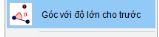 Góc với độ lớn cho trước